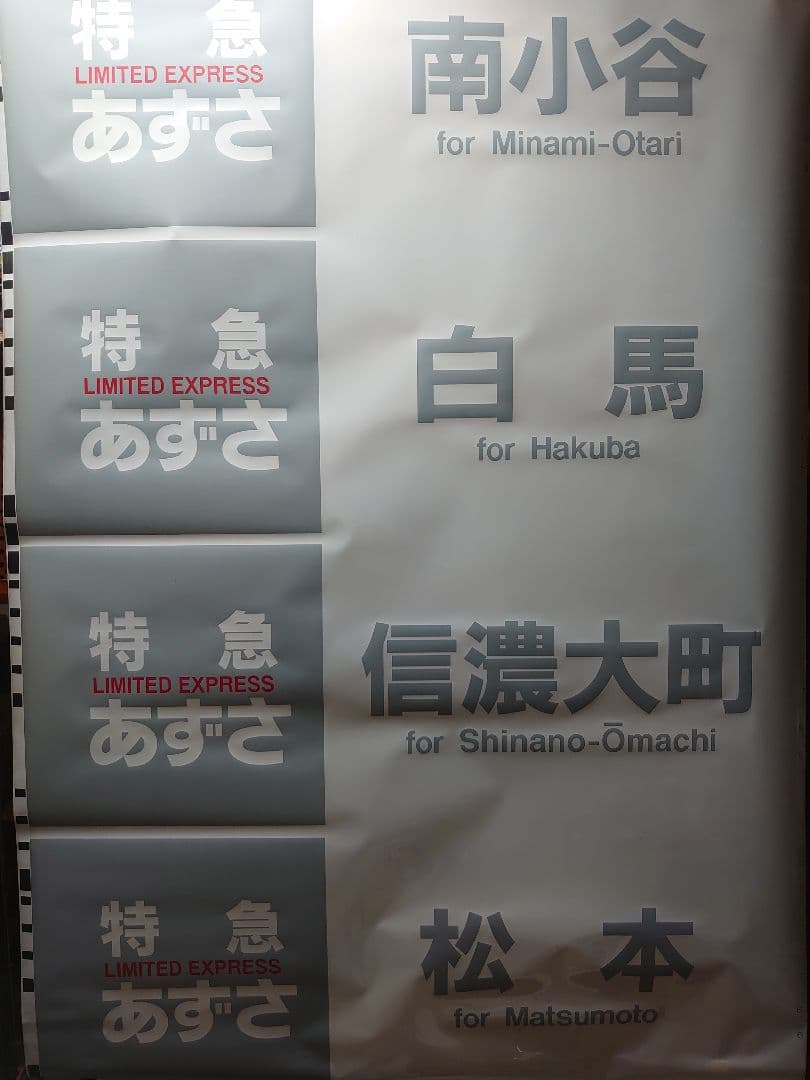 特急
LIMITED EXPRESS
あずさ
南小谷
for Minami-Otari
特急
LIMITED EXPRESS
あずさ
白馬
for Hakuba
特急
LIMITED EXPRESS
あずさ
信濃大町
for Shinano-Ōmachi
特急
LIMITED EXPRESS
あずさ
松本
for Matsumoto